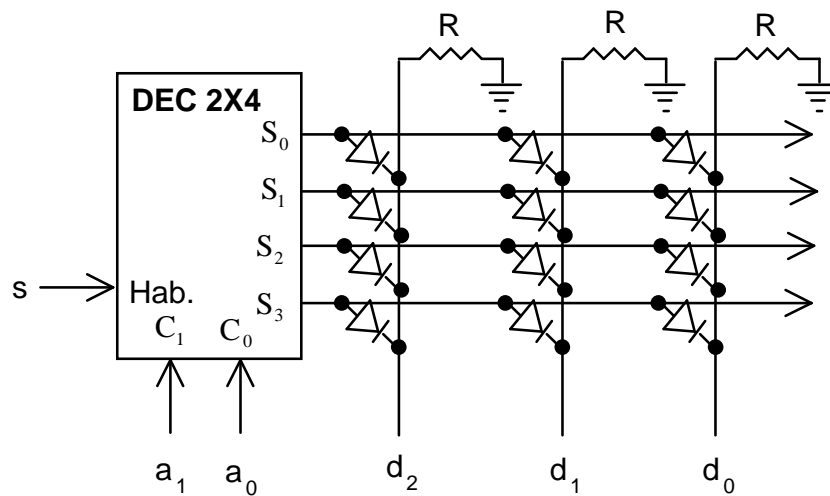 R R R
DEC 2X4
S₀
S₁
S₂
s Hab. S₃
C₁ C₀
a₁ a₀ d₂ d₁ d₀